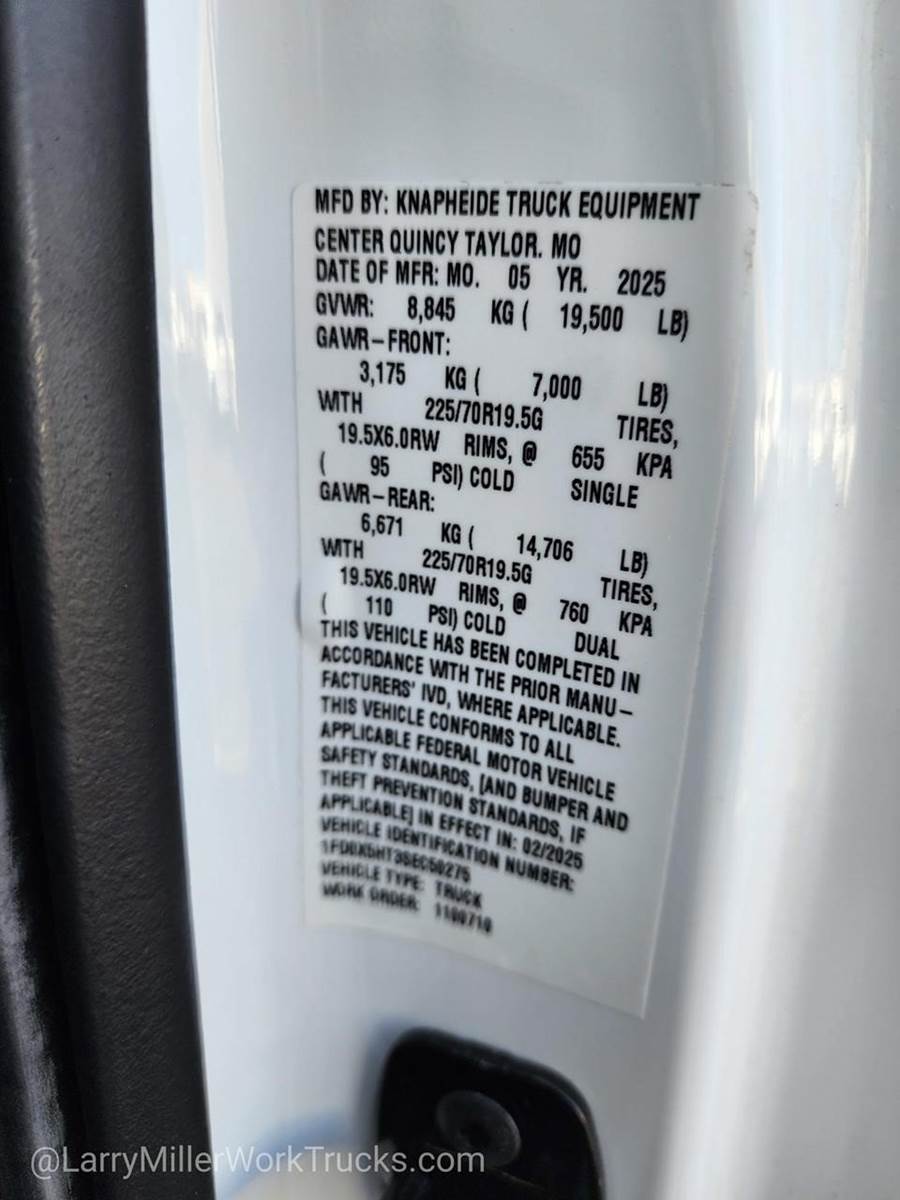 MFD BY: KNAPHEIDE TRUCK EQUIPMENT
CENTER QUINCY TAYLOR. MO
DATE OF MFR: MO. 05 YR. 2025
GVWR: 8,845 KG ( 19,500 LB)
GAWR-FRONT:
3,175 KG ( 7,000 LB)
WITH 225/70R19.5G TIRES,
19.5X6.0RW RIMS, @ 655 KPA
( 95 PSI) COLD SINGLE
GAWR-REAR:
6,671 KG ( 14,706 LB)
WITH 225/70R19.5G TIRES,
19.5X6.0RW RIMS, @ 760 KPA
( 110 PSI) COLD DUAL
THIS VEHICLE HAS BEEN COMPLETED IN
ACCORDANCE WITH THE PRIOR MANU-
FACTURERS' IVD, WHERE APPLICABLE.
THIS VEHICLE CONFORMS TO ALL
APPLICABLE FEDERAL MOTOR VEHICLE
SAFETY STANDARDS, [AND BUMPER AND
THEFT PREVENTION STANDARDS, IF
APPLICABLE] IN EFFECT IN: 02/2025
VEHICLE IDENTIFICATION NUMBER:
VEHICLE TYPE: TRUCK
WORK ORDER:
@LarryMillerWorkTrucks.com